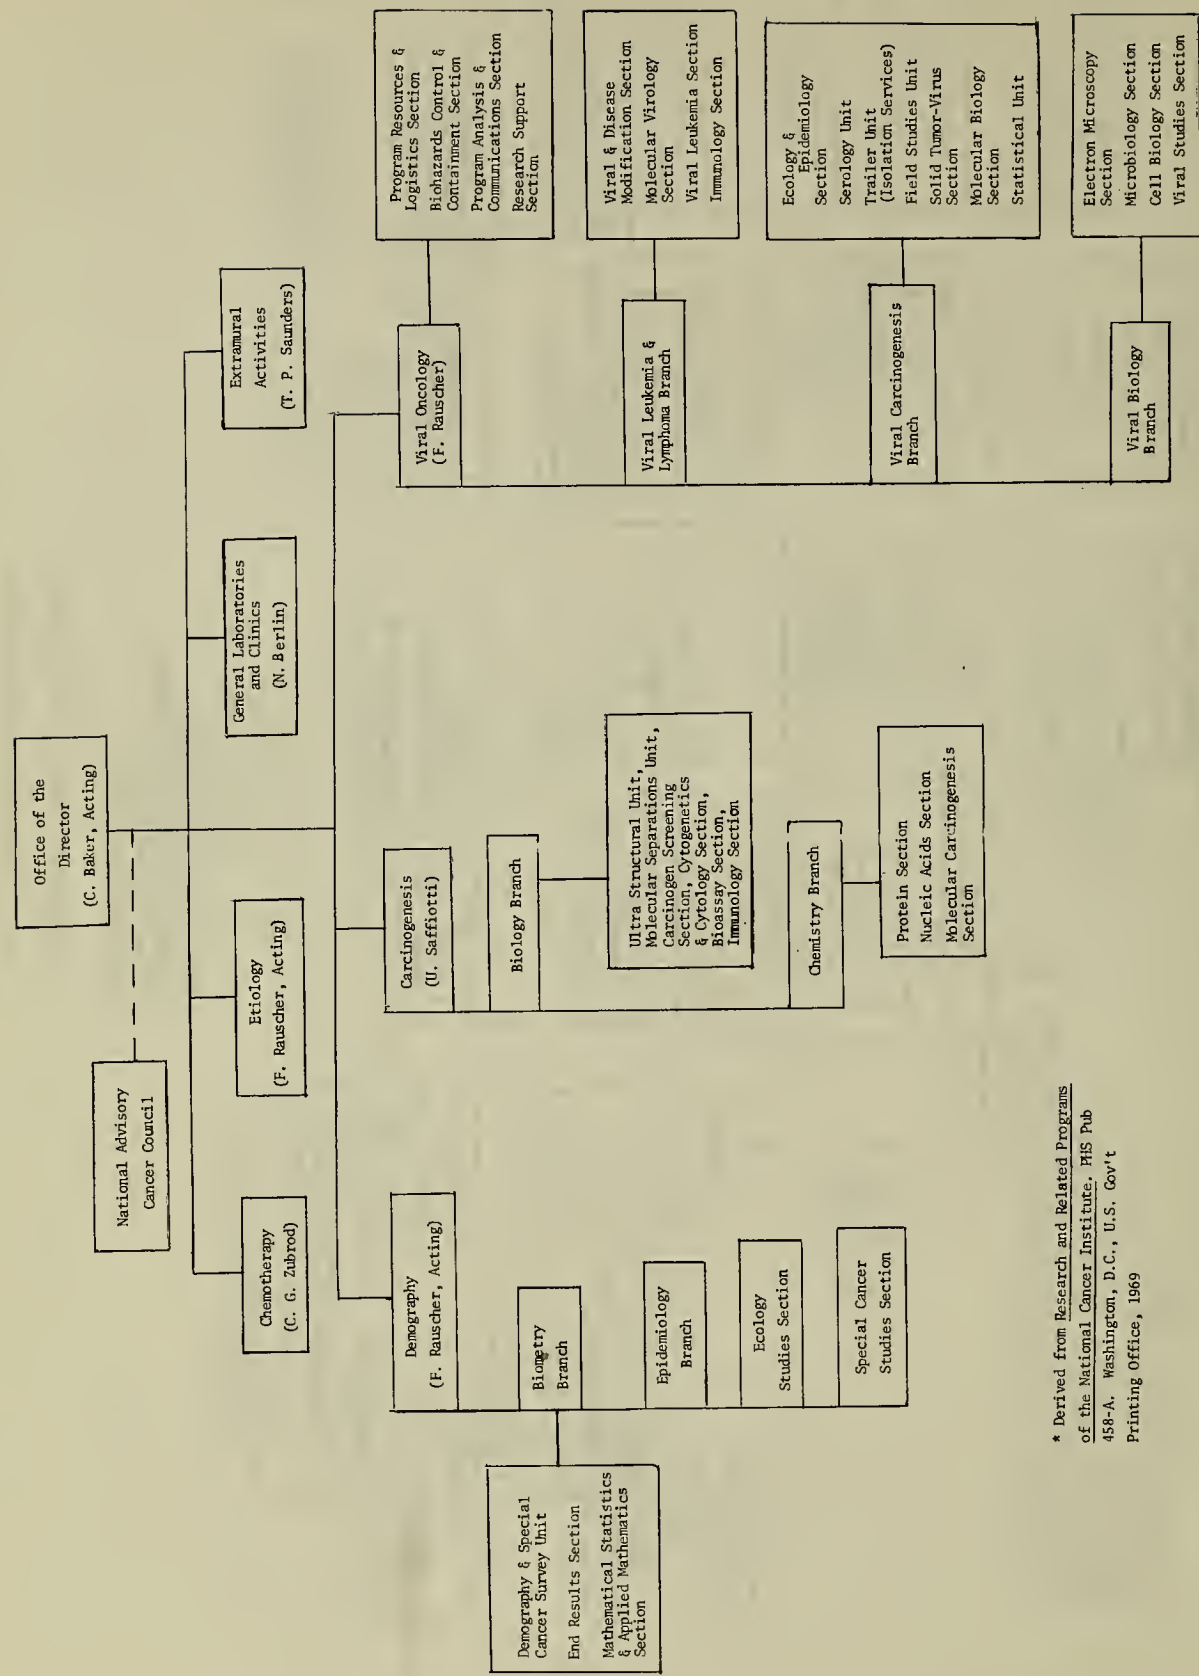 Office of the
Director
(C. Baker, Acting)
National Advisory
Cancer Council
Chemotherapy
(C. G. Zubrod)
Etiology
(F. Rauscher, Acting)
General Laboratories
and Clinics
(N. Berlin)
Extramural
Activities
(T. P. Saunders)
Demography
(F. Rauscher, Acting)
Biometry
Branch
Demography & Special
Cancer Survey Unit
End Results Section
Mathematical Statistics
& Applied Mathematics
Section
Epidemiology
Branch
Ecology
Studies Section
Special Cancer
Studies Section
Carcinogenesis
(U. Saffiotti)
Biology Branch
Ultra Structural Unit,
Molecular Separations Unit,
Carcinogen Screening
Section, Cytogenetics
& Cytology Section,
Bioassay Section,
Immunology Section
Chemistry Branch
Protein Section
Nucleic Acids Section
Molecular Carcinogenesis
Section
Viral Oncology
(F. Rauscher)
Program Resources &
Logistics Section
Biohazards Control &
Containment Section
Program Analysis &
Communications Section
Research Support
Section
Viral Leukemia &
Lymphoma Branch
Viral & Disease
Modification Section
Molecular Virology
Section
Viral Leukemia Section
Immunology Section
Viral Carcinogenesis
Branch
Ecology &
Epidemiology
Section
Serology Unit
Trailer Unit
(Isolation Services)
Field Studies Unit
Solid Tumor-Virus
Section
Molecular Biology
Section
Statistical Unit
Viral Biology
Branch
Electron Microscopy
Section
Microbiology Section
Cell Biology Section
Viral Studies Section
* Derived from Research and Related Programs
of the National Cancer Institute. PHS Pub
458-A. Washington, D.C., U.S. Gov't
Printing Office, 1969